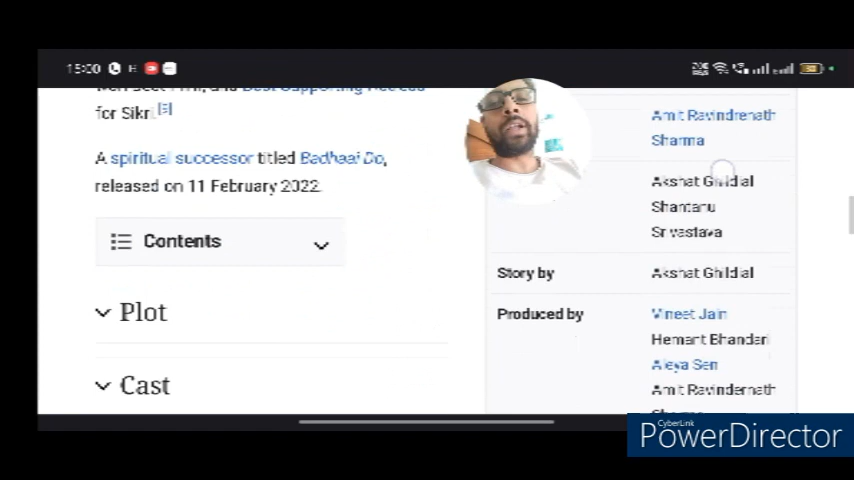 15:00
for Sikri.[5]
A spiritual successor titled Badhaai Do,
released on 11 February 2022.
Contents
Plot
Cast
Amit Ravindrenath
Sharma
Akshat Ghildial
Shantanu
Srivastava
Story by Akshat Ghildial
Produced by Vineet Jain
Hemant Bhandari
Aleya Sen
Amit Ravindernath
CyberLink
PowerDirector